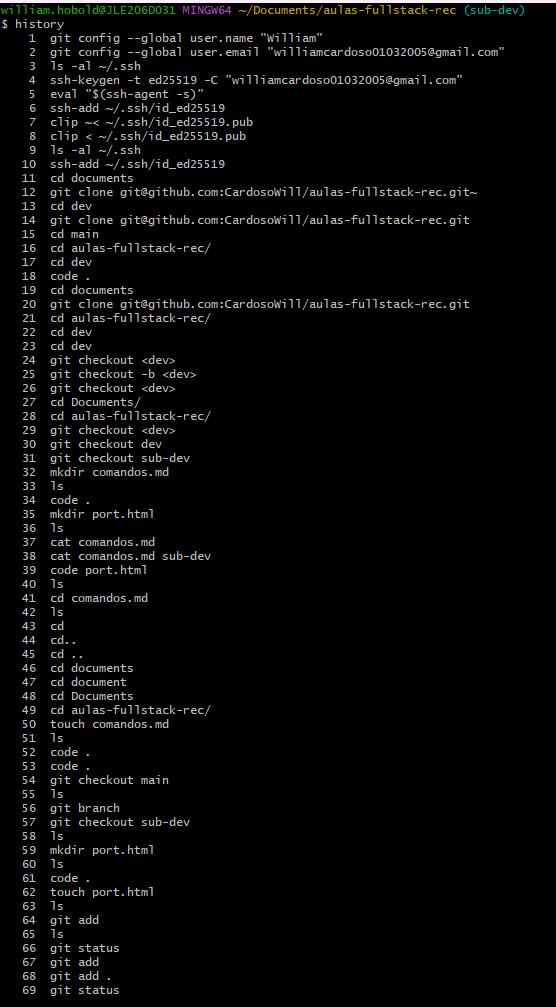 william.hobold@JLE206D031 MINGW64 ~/Documents/aulas-fullstack-rec (sub-dev)
$ history
1 git config --global user.name "William"
2 git config --global user.email "williamcardoso01032005@gmail.com"
3 ls -al ~/.ssh
4 ssh-keygen -t ed25519 -C "williamcardoso01032005@gmail.com"
5 eval "$(ssh-agent -s)"
6 ssh-add ~/.ssh/id_ed25519
7 clip ~< ~/.ssh/id_ed25519.pub
8 clip < ~/.ssh/id_ed25519.pub
9 ls -al ~/.ssh
10 ssh-add ~/.ssh/id_ed25519
11 cd documents
12 git clone git@github.com:CardosoWill/aulas-fullstack-rec.git~
13 cd dev
14 git clone git@github.com:CardosoWill/aulas-fullstack-rec.git
15 cd main
16 cd aulas-fullstack-rec/
17 cd dev
18 code .
19 cd documents
20 git clone git@github.com:CardosoWill/aulas-fullstack-rec.git
21 cd aulas-fullstack-rec/
22 cd dev
23 cd dev
24 git checkout <dev>
25 git checkout -b <dev>
26 git checkout <dev>
27 cd Documents/
28 cd aulas-fullstack-rec/
29 git checkout <dev>
30 git checkout dev
31 git checkout sub-dev
32 mkdir comandos.md
33 ls
34 code .
35 mkdir port.html
36 ls
37 cat comandos.md
38 cat comandos.md sub-dev
39 code port.html
40 ls
41 cd comandos.md
42 ls
43 cd
44 cd..
45 cd ..
46 cd documents
47 cd document
48 cd Documents
49 cd aulas-fullstack-rec/
50 touch comandos.md
51 ls
52 code .
53 code .
54 git checkout main
55 ls
56 git branch
57 git checkout sub-dev
58 ls
59 mkdir port.html
60 ls
61 code .
62 touch port.html
63 ls
64 git add
65 ls
66 git status
67 git add
68 git add .
69 git status